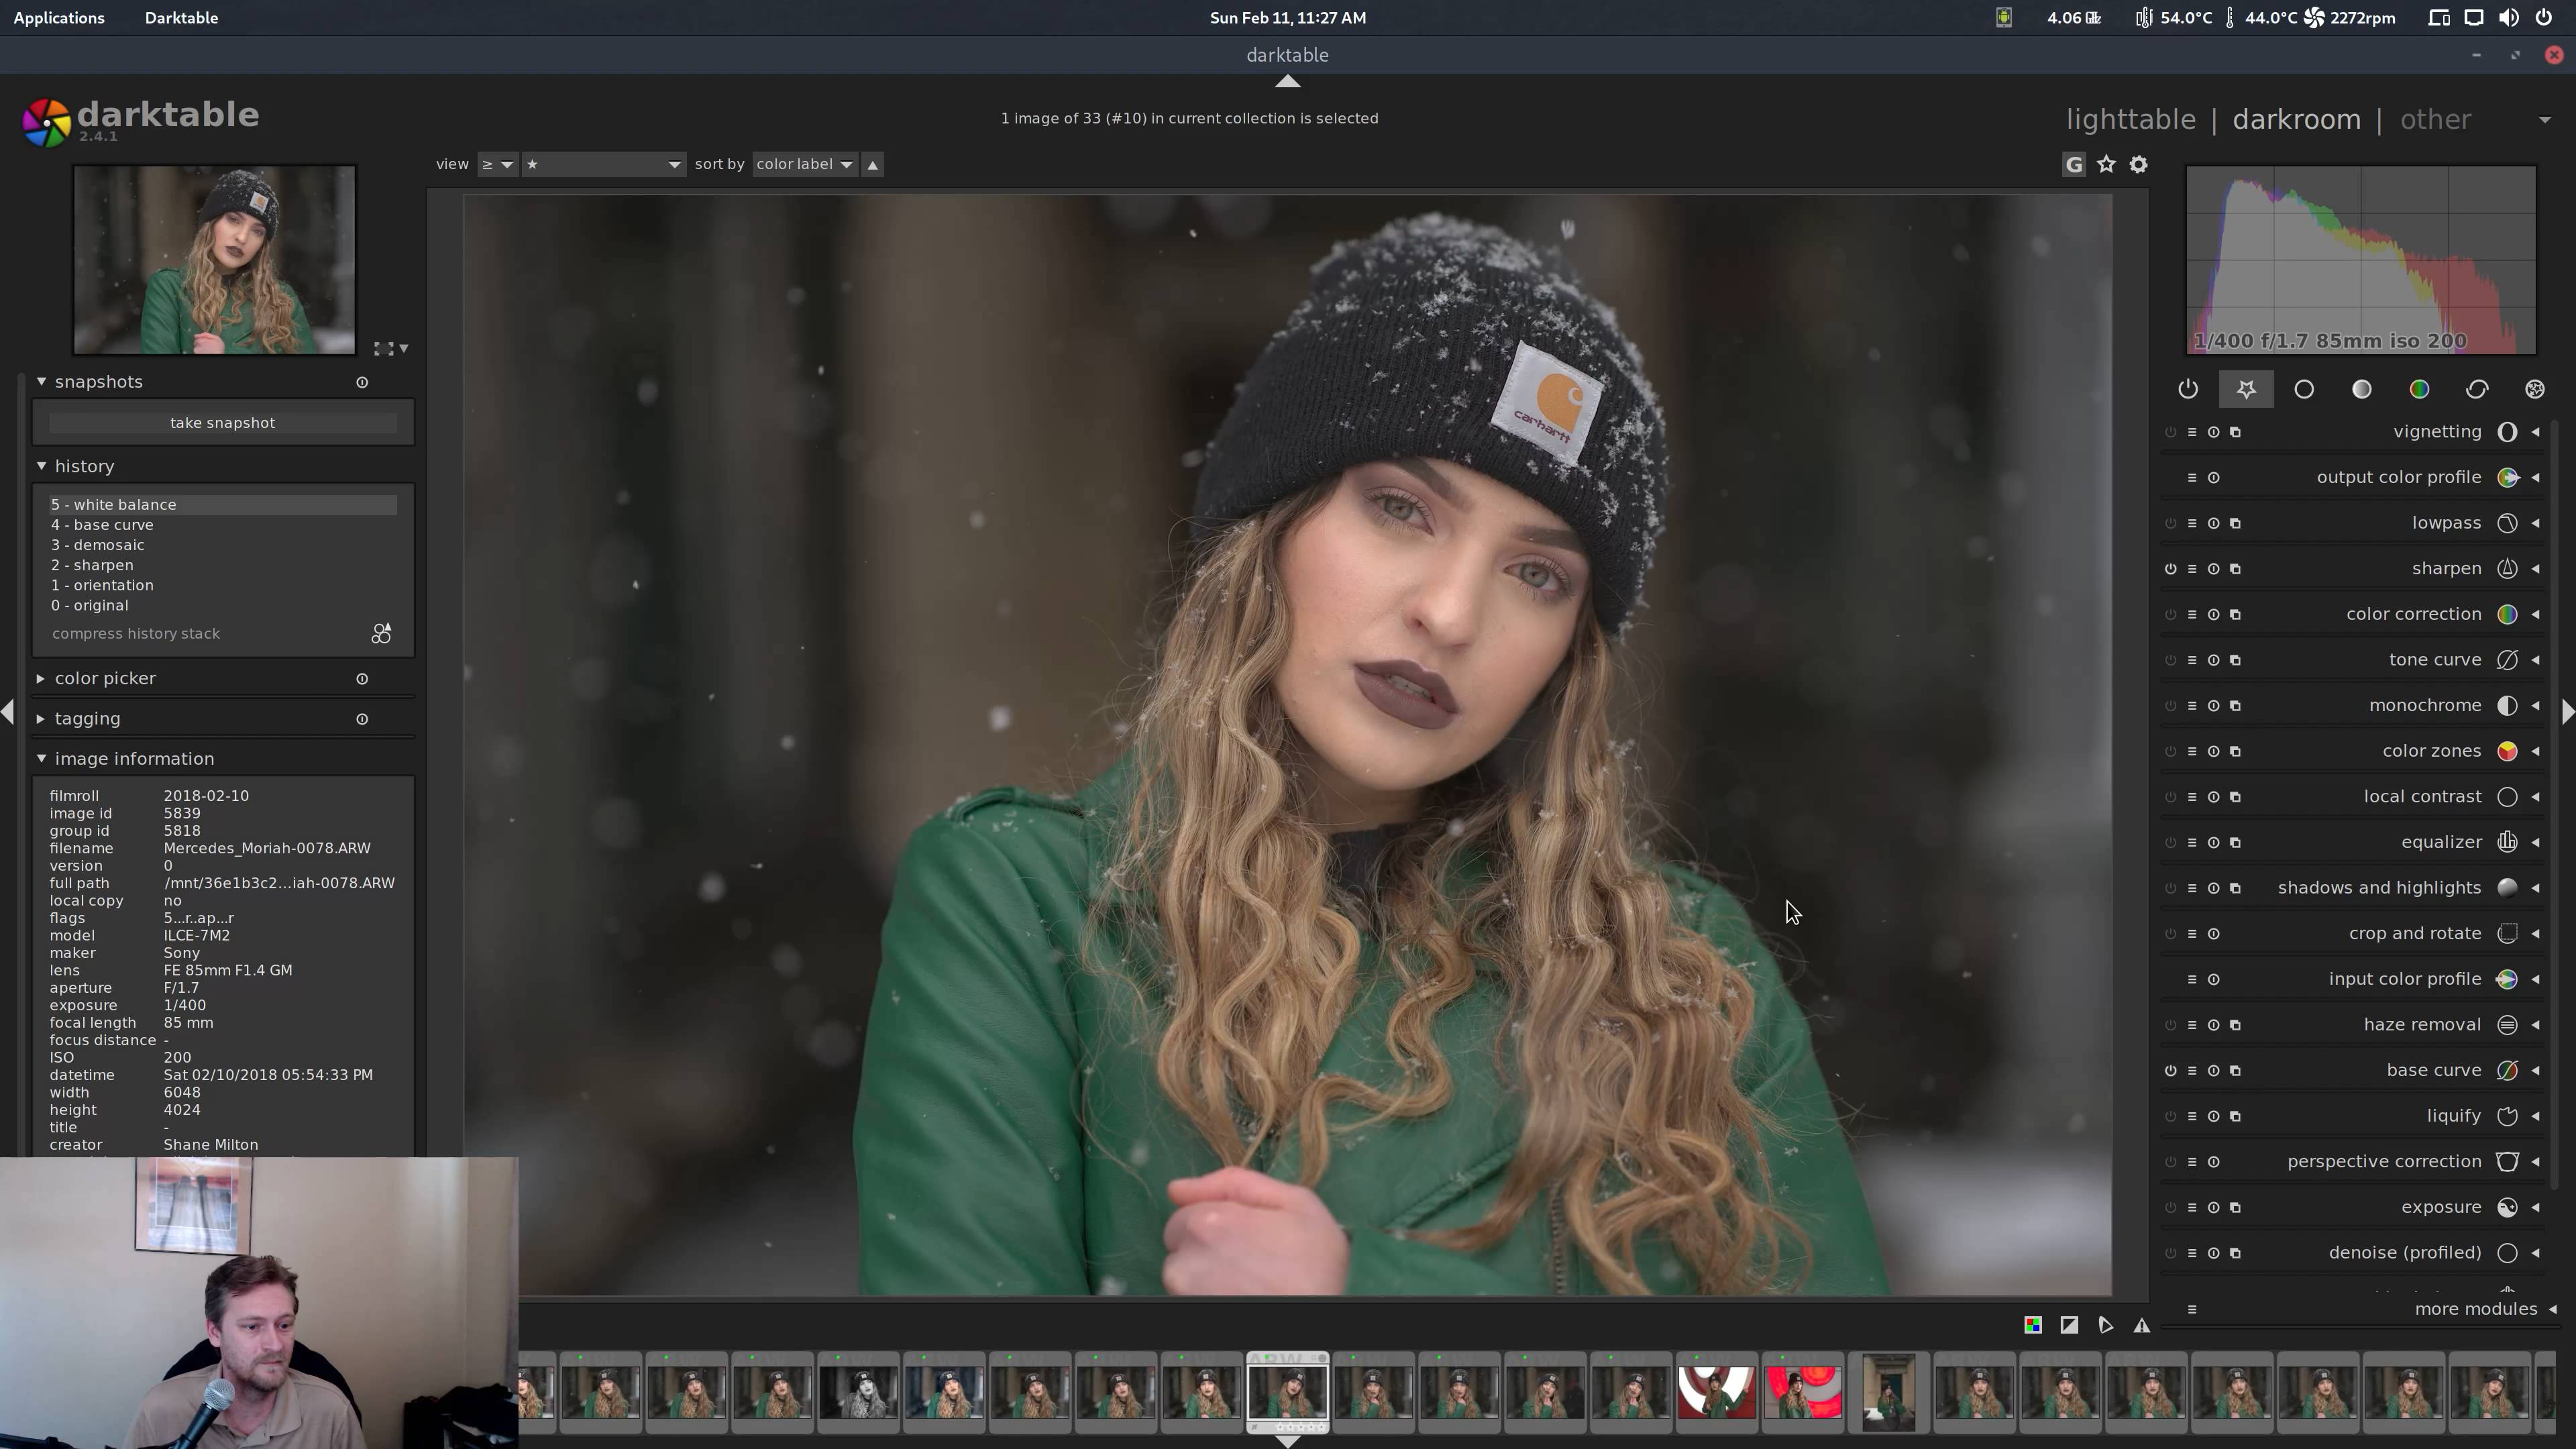 Applications Darktable Sun Feb 11, 11:27 AM 4.06 54.0°C 44.0°C 2272rpm
darktable
darktable
2.4.1
1 image of 33 (#10) in current collection is selected
lighttable | darkroom | other
view ≥ ★ sort by color label
G
carhartt
1/400 f/1.7 85mm iso 200
snapshots
take snapshot
history
5 - white balance
4 - base curve
3 - demosaic
2 - sharpen
1 - orientation
0 - original
compress history stack
color picker
tagging
image information
filmroll 2018-02-10
image id 5839
group id 5818
filename Mercedes_Moriah-0078.ARW
version 0
full path /mnt/36e1b3c2...iah-0078.ARW
local copy no
flags 5...r..ap...r
model ILCE-7M2
maker Sony
lens FE 85mm F1.4 GM
aperture F/1.7
exposure 1/400
focal length 85 mm
focus distance -
ISO 200
datetime Sat 02/10/2018 05:54:33 PM
width 6048
height 4024
title -
creator Shane Milton
vignetting
output color profile
lowpass
sharpen
color correction
tone curve
monochrome
color zones
local contrast
equalizer
shadows and highlights
crop and rotate
input color profile
haze removal
base curve
liquify
perspective correction
exposure
denoise (profiled)
more modules